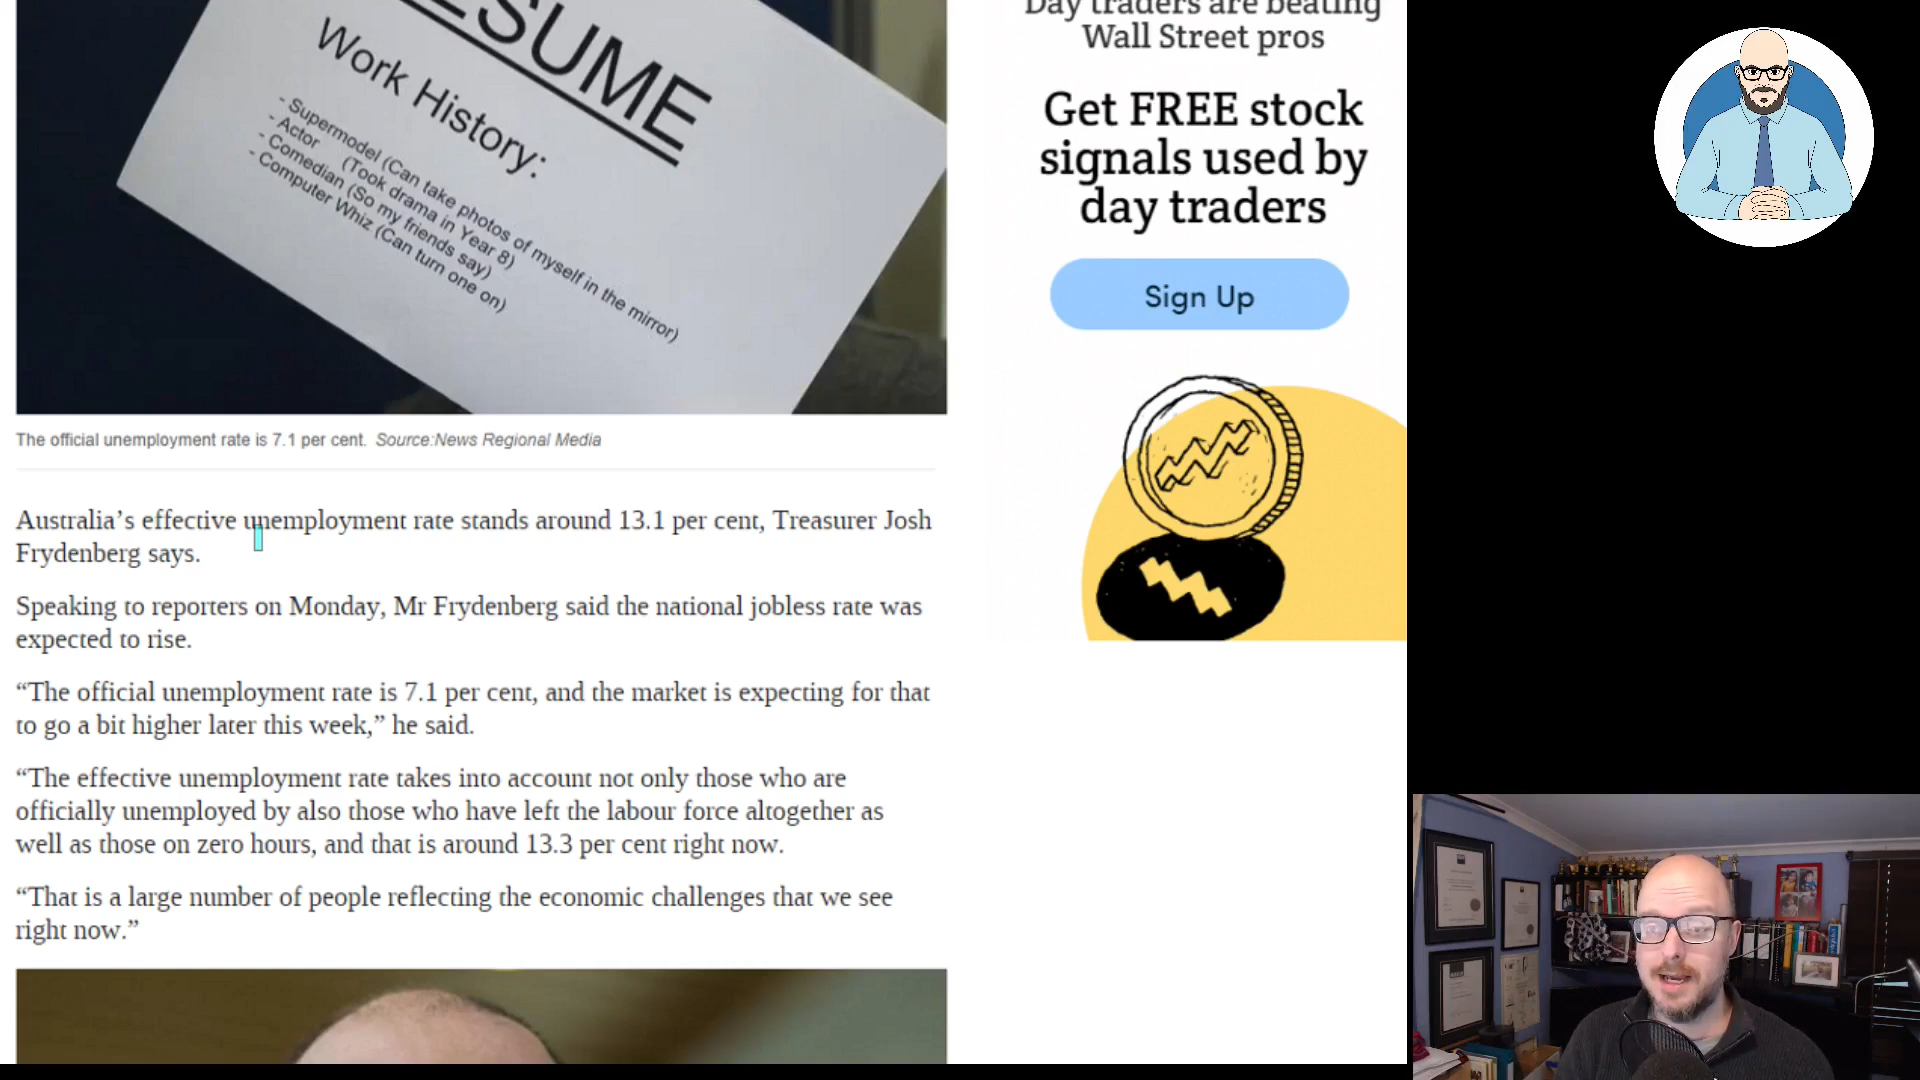 RESUME
Work History:
- Supermodel (Can take photos of myself in the mirror)
- Actor (Took drama in Year 8)
- Comedian (So my friends say)
- Computer Whiz (Can turn one on)
The official unemployment rate is 7.1 per cent. Source:News Regional Media
Australia’s effective unemployment rate stands around 13.1 per cent, Treasurer Josh
Frydenberg says.
Speaking to reporters on Monday, Mr Frydenberg said the national jobless rate was
expected to rise.
“The official unemployment rate is 7.1 per cent, and the market is expecting for that
to go a bit higher later this week,” he said.
“The effective unemployment rate takes into account not only those who are
officially unemployed by also those who have left the labour force altogether as
well as those on zero hours, and that is around 13.3 per cent right now.
“That is a large number of people reflecting the economic challenges that we see
right now.”
Day traders are beating
Wall Street pros
Get FREE stock
signals used by
day traders
Sign Up